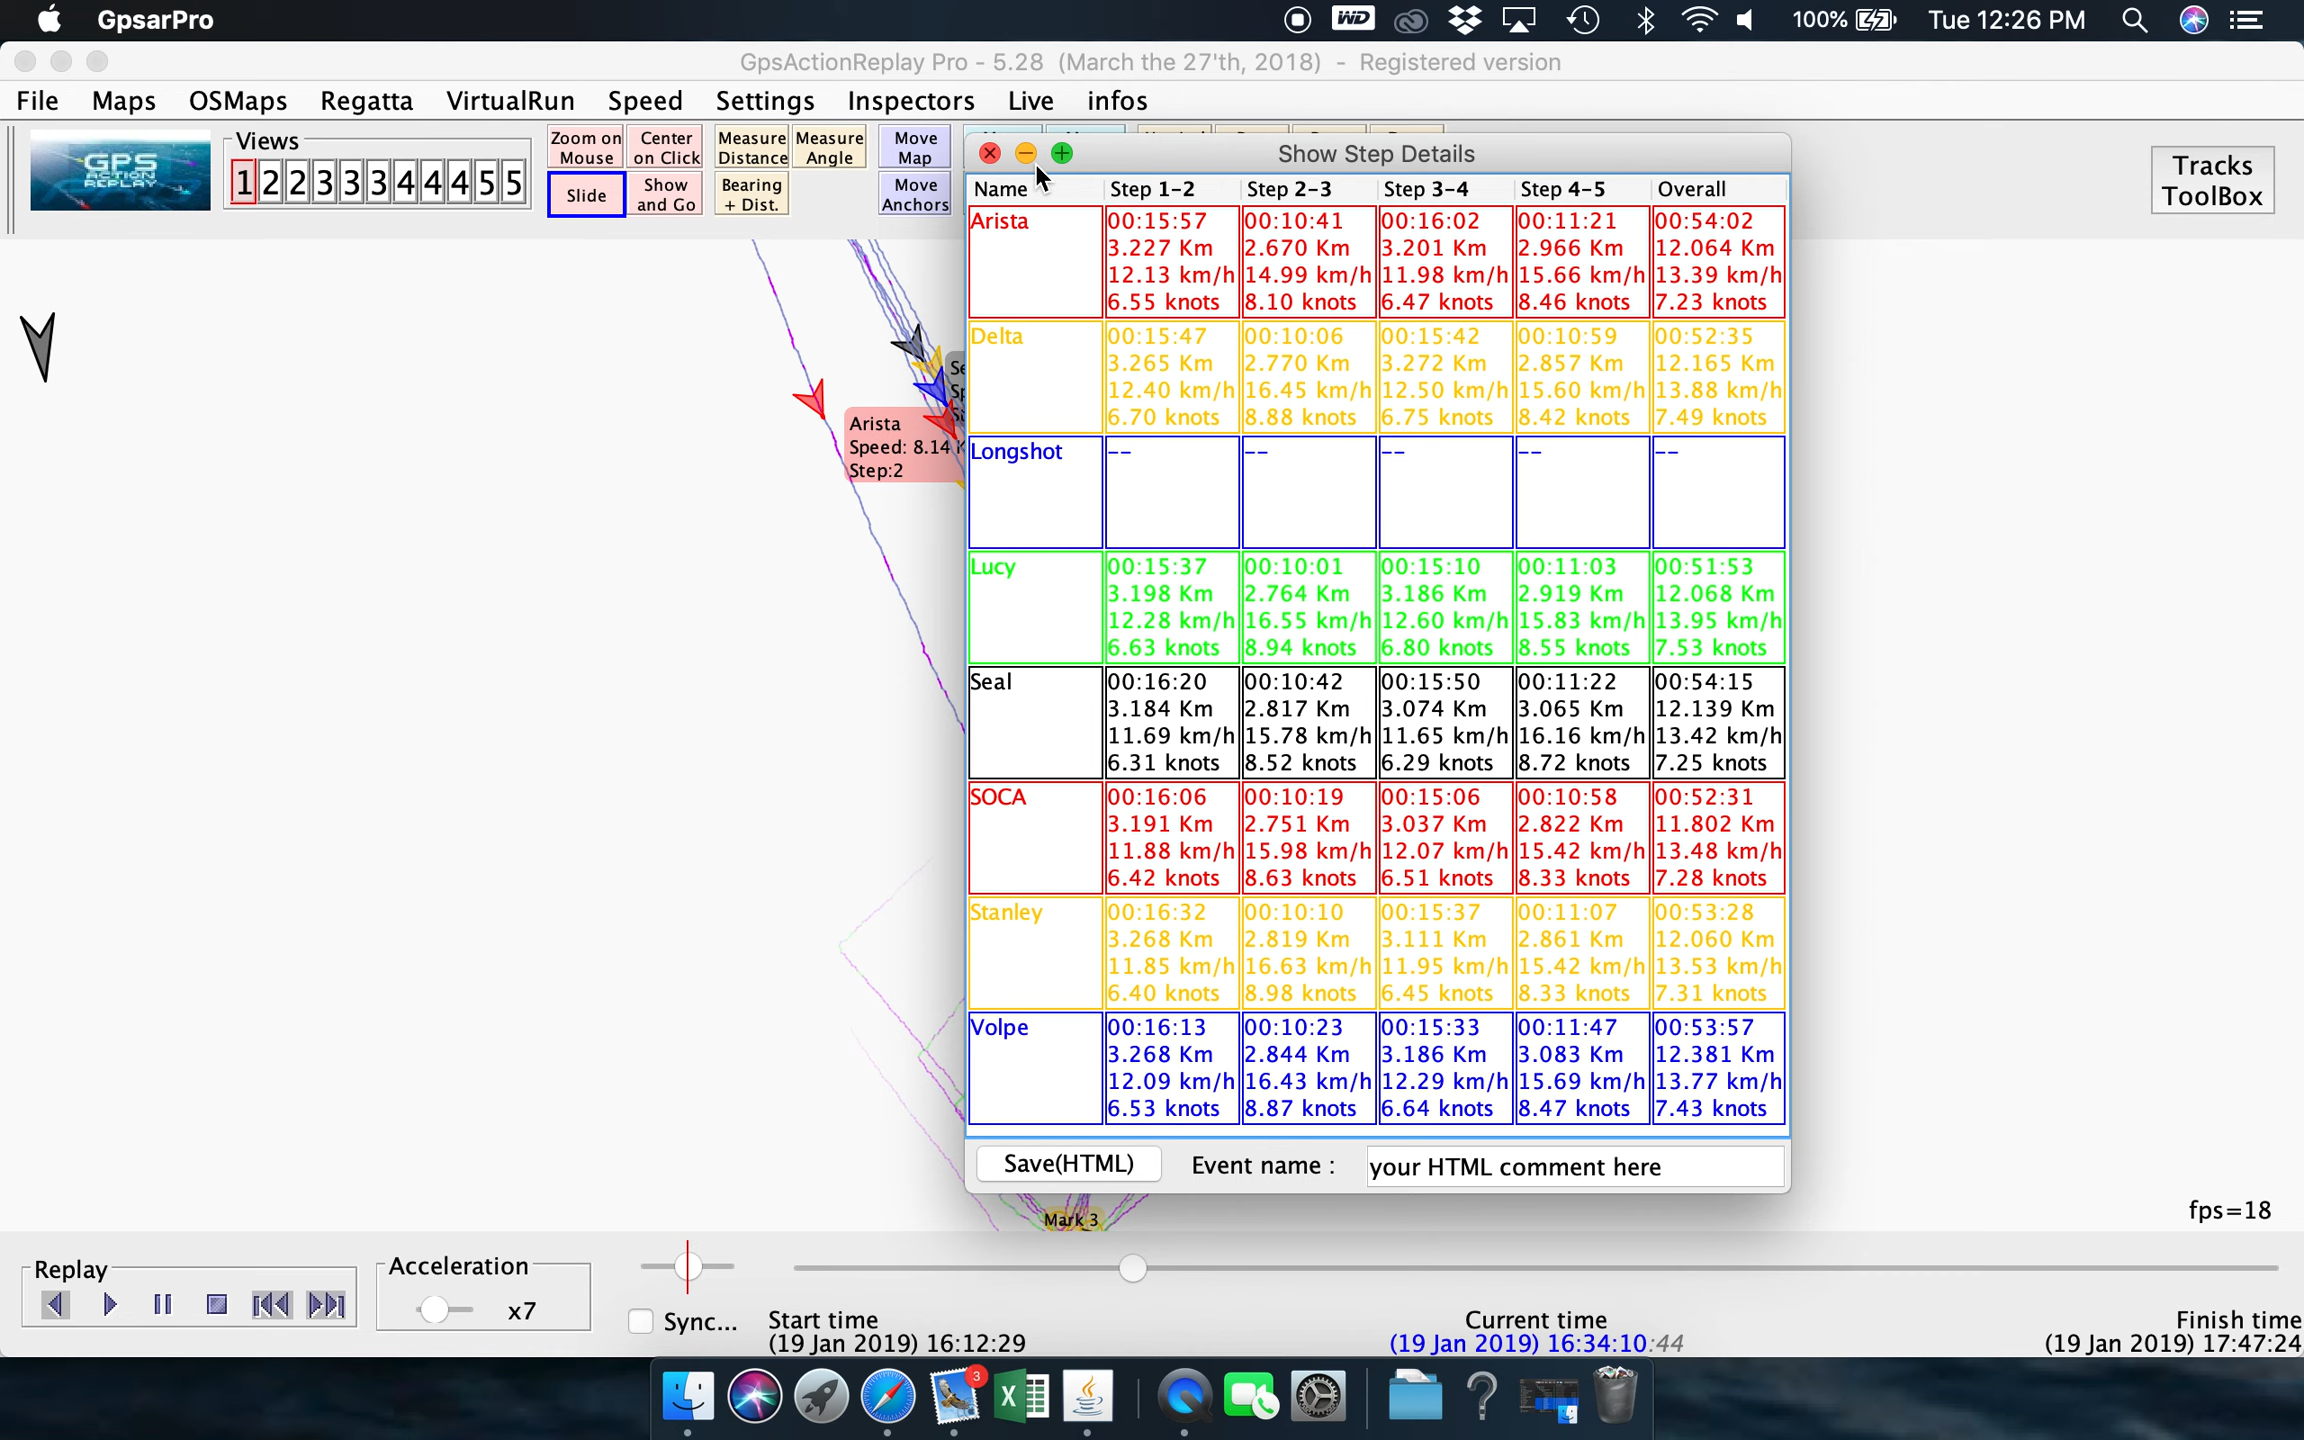 GpsarPro
100%
Tue 12:26 PM
GpsActionReplay Pro - 5.28 (March the 27'th, 2018) - Registered version
File Maps OSMaps Regatta VirtualRun Speed Settings Inspectors Live infos
GPS
ACTION
REPLAY
Views
1 2 2 3 3 3 4 4 4 5 5
Zoom on
Mouse
Center
on Click
Measure
Distance
Measure
Angle
Move
Map
Slide
Show
and Go
Bearing
+ Dist.
Move
Anchors
Tracks
ToolBox
Show Step Details
Name Step 1-2 Step 2-3 Step 3-4 Step 4-5 Overall
Arista 00:15:57 00:10:41 00:16:02 00:11:21 00:54:02
3.227 Km 2.670 Km 3.201 Km 2.966 Km 12.064 Km
12.13 km/h 14.99 km/h 11.98 km/h 15.66 km/h 13.39 km/h
6.55 knots 8.10 knots 6.47 knots 8.46 knots 7.23 knots
Delta 00:15:47 00:10:06 00:15:42 00:10:59 00:52:35
3.265 Km 2.770 Km 3.272 Km 2.857 Km 12.165 Km
12.40 km/h 16.45 km/h 12.50 km/h 15.60 km/h 13.88 km/h
6.70 knots 8.88 knots 6.75 knots 8.42 knots 7.49 knots
Longshot -- -- -- -- --
Lucy 00:15:37 00:10:01 00:15:10 00:11:03 00:51:53
3.198 Km 2.764 Km 3.186 Km 2.919 Km 12.068 Km
12.28 km/h 16.55 km/h 12.60 km/h 15.83 km/h 13.95 km/h
6.63 knots 8.94 knots 6.80 knots 8.55 knots 7.53 knots
Seal 00:16:20 00:10:42 00:15:50 00:11:22 00:54:15
3.184 Km 2.817 Km 3.074 Km 3.065 Km 12.139 Km
11.69 km/h 15.78 km/h 11.65 km/h 16.16 km/h 13.42 km/h
6.31 knots 8.52 knots 6.29 knots 8.72 knots 7.25 knots
SOCA 00:16:06 00:10:19 00:15:06 00:10:58 00:52:31
3.191 Km 2.751 Km 3.037 Km 2.822 Km 11.802 Km
11.88 km/h 15.98 km/h 12.07 km/h 15.42 km/h 13.48 km/h
6.42 knots 8.63 knots 6.51 knots 8.33 knots 7.28 knots
Stanley 00:16:32 00:10:10 00:15:37 00:11:07 00:53:28
3.268 Km 2.819 Km 3.111 Km 2.861 Km 12.060 Km
11.85 km/h 16.63 km/h 11.95 km/h 15.42 km/h 13.53 km/h
6.40 knots 8.98 knots 6.45 knots 8.33 knots 7.31 knots
Volpe 00:16:13 00:10:23 00:15:33 00:11:47 00:53:57
3.268 Km 2.844 Km 3.186 Km 3.083 Km 12.381 Km
12.09 km/h 16.43 km/h 12.29 km/h 15.69 km/h 13.77 km/h
6.53 knots 8.87 knots 6.64 knots 8.47 knots 7.43 knots
Save(HTML) Event name : your HTML comment here
Arista
Speed: 8.14
Step:2
Mark 3
fps=18
Replay
Acceleration
x7
Sync...
Start time
(19 Jan 2019) 16:12:29
Current time
(19 Jan 2019) 16:34:10:44
Finish time
(19 Jan 2019) 17:47:24
3